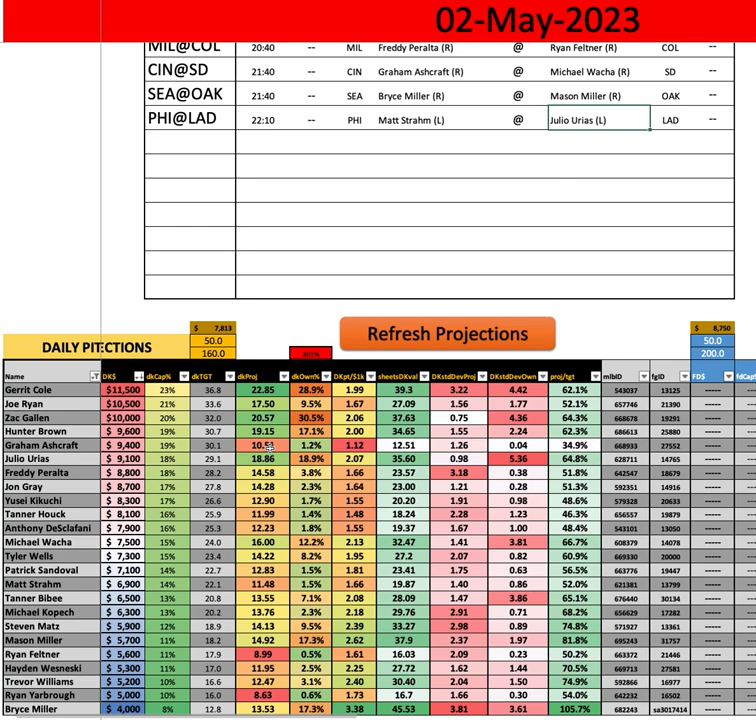 02-May-2023
MIL@COL 20:40 -- MIL Freddy Peralta (R) @ Ryan Feltner (R) COL --
CIN@SD 21:40 -- CIN Graham Ashcraft (R) @ Michael Wacha (R) SD --
SEA@OAK 21:40 -- SEA Bryce Miller (R) @ Mason Miller (R) OAK --
PHI@LAD 22:10 -- PHI Matt Strahm (L) @ Julio Urias (L) LAD --
$ 7,813 Refresh Projections $ 8,750
DAILY PITECTIONS 50.0 50.0
160.0 200.0
Name DK$ dkCap% dkTGT dkProj dkOwn% DKpt/$1k sheetsDKval DKstdDevProj DKstdDevOwn proj/tgt mlbID fgID FD$ fdCap%
Gerrit Cole $11,500 23% 36.8 22.85 28.9% 1.99 39.3 3.22 4.42 62.1% 543037 13125 -----
Joe Ryan $10,500 21% 33.6 17.50 9.5% 1.67 27.09 1.56 1.77 52.1% 657746 21390 -----
Zac Gallen $10,000 20% 32.0 20.57 30.5% 2.06 37.63 0.75 4.36 64.3% 668678 19291 -----
Hunter Brown $ 9,600 19% 30.7 19.15 17.1% 2.00 34.65 0.95 2.24 62.3% 686613 25880 -----
Graham Ashcraft $ 9,400 19% 30.1 1.2% 1.12 12.51 1.26 0.04 34.9% 668933 27552 -----
Julio Urias $ 9,100 18% 29.1 18.86 18.9% 2.07 35.60 0.98 5.36 64.8% 628711 14765 -----
Freddy Peralta $ 8,800 18% 28.2 14.58 3.8% 1.66 23.57 3.18 0.38 51.8% 642547 18679 -----
Jon Gray $ 8,700 17% 27.8 14.28 2.3% 1.64 23.00 1.21 0.28 51.3% 592351 14916 -----
Yusei Kikuchi $ 8,300 17% 26.6 12.90 1.7% 1.55 20.20 1.91 0.98 48.6% 579328 20633 -----
Tanner Houck $ 8,100 16% 25.9 11.99 1.4% 1.48 18.24 2.28 1.23 46.3% 656557 19879 -----
Anthony DeSclafani $ 7,900 16% 25.3 12.23 1.8% 1.55 19.37 1.67 1.00 48.4% 543101 13050 -----
Michael Wacha $ 7,500 15% 24.0 16.00 12.2% 2.13 32.47 1.41 3.81 66.7% 608379 14078 -----
Tyler Wells $ 7,300 15% 23.4 14.22 8.2% 1.95 27.2 2.07 0.82 60.9% 669330 20000 -----
Patrick Sandoval $ 7,100 14% 22.7 12.83 1.5% 1.81 23.41 1.75 0.63 56.5% 663776 19447 -----
Matt Strahm $ 6,900 14% 22.1 11.48 1.5% 1.66 19.87 1.40 0.86 52.0% 621381 13799 -----
Tanner Bibee $ 6,500 13% 20.8 13.55 7.1% 2.08 28.09 1.47 3.86 65.1% 676440 30134 -----
Michael Kopech $ 6,300 13% 20.2 13.76 2.3% 2.18 29.76 2.91 0.71 68.2% 656629 17282 -----
Steven Matz $ 5,900 12% 18.9 14.13 9.5% 2.39 33.27 2.98 0.89 74.8% 571927 13361 -----
Mason Miller $ 5,700 11% 18.2 14.92 17.3% 2.62 37.9 2.37 1.97 81.8% 695243 31757 -----
Ryan Feltner $ 5,600 11% 17.9 8.99 0.5% 1.61 16.03 2.09 0.23 50.2% 663372 21446 -----
Hayden Wesneski $ 5,300 11% 17.0 11.95 2.5% 2.25 27.72 1.62 1.44 70.5% 669713 27581 -----
Trevor Williams $ 5,200 10% 16.6 12.47 3.1% 2.40 30.40 2.04 1.50 74.9% 592866 16977 -----
Ryan Yarbrough $ 5,000 10% 16.0 8.63 0.6% 1.73 16.7 1.66 0.30 54.0% 642232 16502 -----
Bryce Miller $ 4,000 8% 12.8 13.53 17.3% 3.38 45.53 3.81 3.61 105.7% 682243 sa3017414 -----